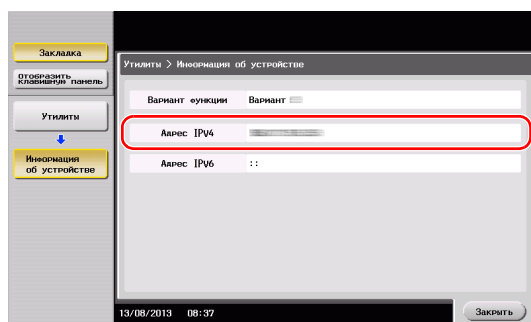 Закладка
Отобразить
клавишную панель
Утилиты
Информация
об устройстве
Утилиты > Информация об устройстве
Вариант функции Вариант
Адрес IPV4
Адрес IPV6 ::
13/08/2013 08:37
Закрыть